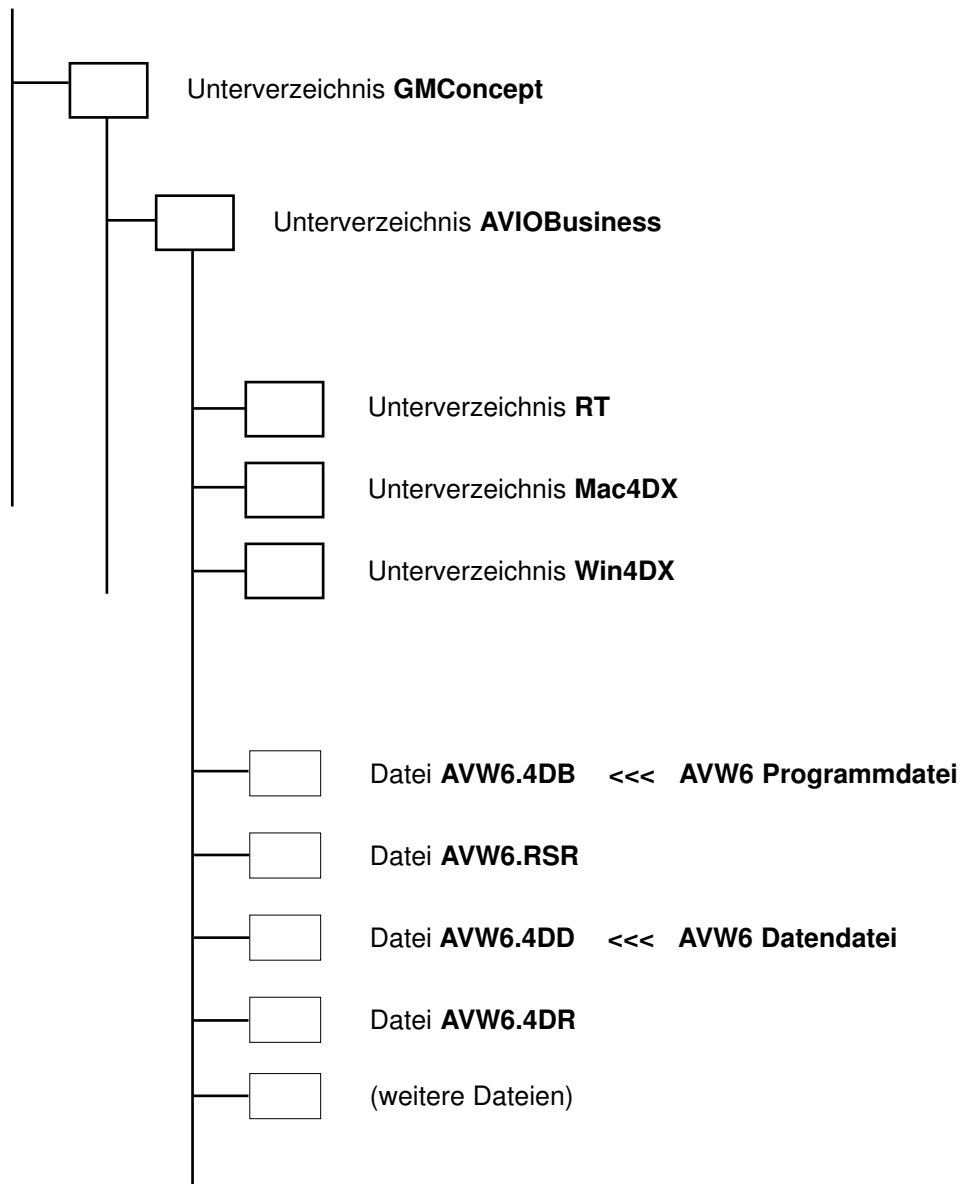 Unterverzeichnis GMConcept
Unterverzeichnis AVIOBusiness
Unterverzeichnis RT
Unterverzeichnis Mac4DX
Unterverzeichnis Win4DX
Datei AVW6.4DB <<< AVW6 Programmdatei
Datei AVW6.RSR
Datei AVW6.4DD <<< AVW6 Datendatei
Datei AVW6.4DR
(weitere Dateien)